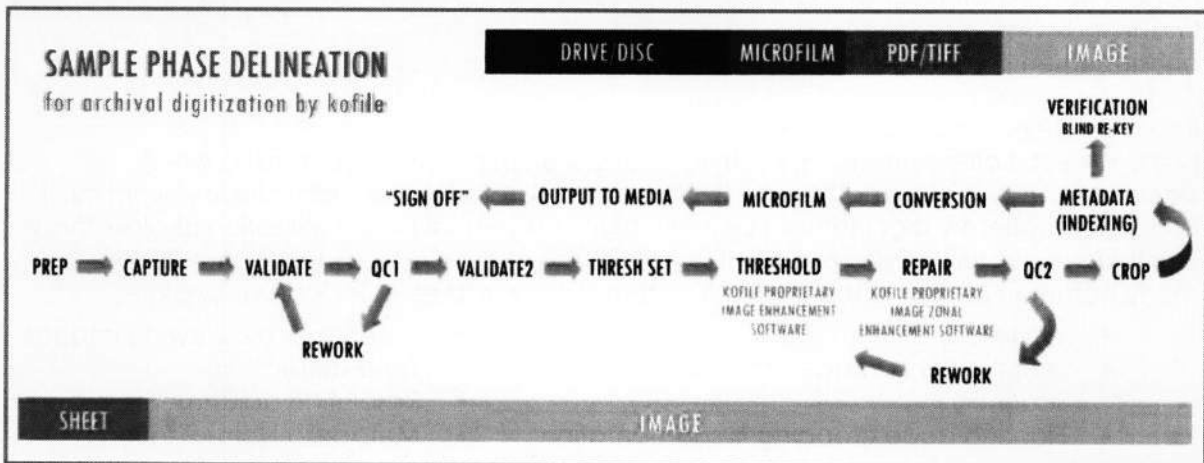 SAMPLE PHASE DELINEATION
for archival digitization by kofile
DRIVE/DISC MICROFILM PDF/TIFF IMAGE
VERIFICATION
BLIND RE-KEY
"SIGN OFF" OUTPUT TO MEDIA MICROFILM CONVERSION METADATA
(INDEXING)
PREP CAPTURE VALIDATE QC1 VALIDATE2 THRESH SET THRESHOLD REPAIR QC2 CROP
KOFILE PROPRIETARY
IMAGE ENHANCEMENT
SOFTWARE
KOFILE PROPRIETARY
IMAGE ZONAL
ENHANCEMENT SOFTWARE
REWORK
REWORK
SHEET IMAGE